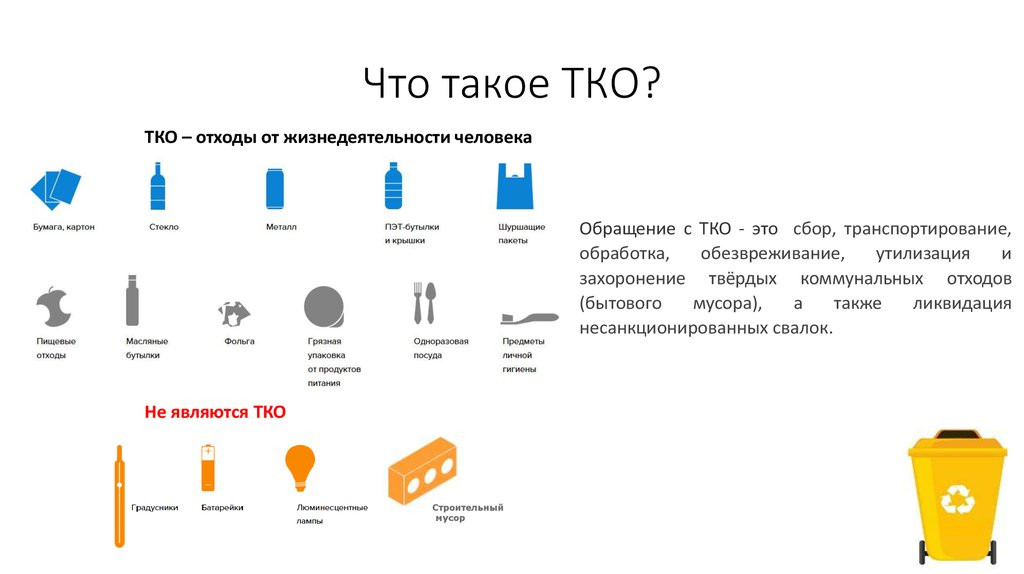 Что такое ТКО?
ТКО – отходы от жизнедеятельности человека
Бумага, картон
Стекло
Металл
ПЭТ-бутылки
и крышки
Шуршащие
пакеты
Пищевые
отходы
Масляные
бутылки
Фольга
Грязная
упаковка
от продуктов
питания
Одноразовая
посуда
Предметы
личной
гигиены
Не являются ТКО
Градусники
Батарейки
Люминесцентные
лампы
Строительный
мусор
Обращение с ТКО - это сбор, транспортирование,
обработка, обезвреживание, утилизация и
захоронение твёрдых коммунальных отходов
(бытового мусора), а также ликвидация
несанкционированных свалок.